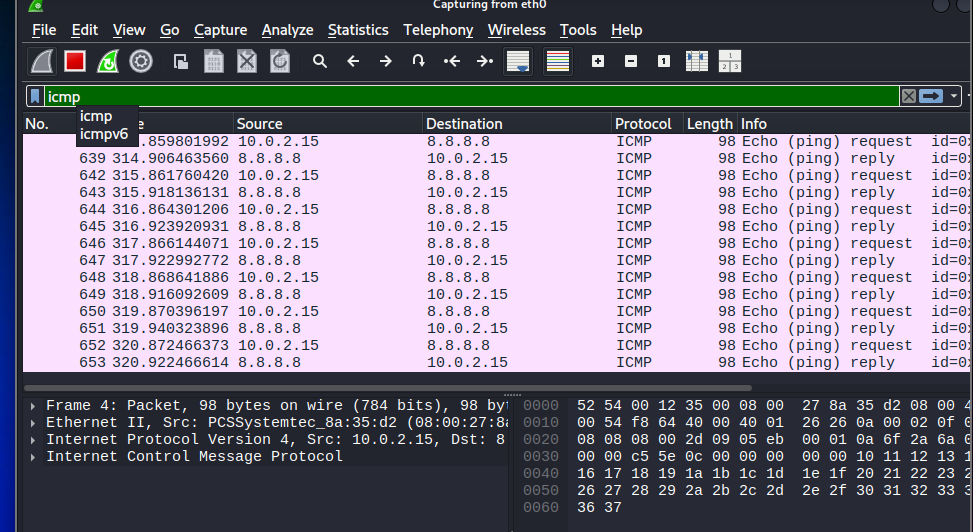 Capturing from eth0
File Edit View Go Capture Analyze Statistics Telephony Wireless Tools Help
icmp
icmp
icmpv6
No. Source Destination Protocol Length Info
.859801992 10.0.2.15 8.8.8.8 ICMP 98 Echo (ping) request id=0x
639 314.906463560 8.8.8.8 10.0.2.15 ICMP 98 Echo (ping) reply id=0x
642 315.861760420 10.0.2.15 8.8.8.8 ICMP 98 Echo (ping) request id=0x
643 315.918136131 8.8.8.8 10.0.2.15 ICMP 98 Echo (ping) reply id=0x
644 316.864301206 10.0.2.15 8.8.8.8 ICMP 98 Echo (ping) request id=0x
645 316.923920931 8.8.8.8 10.0.2.15 ICMP 98 Echo (ping) reply id=0x
646 317.866144071 10.0.2.15 8.8.8.8 ICMP 98 Echo (ping) request id=0x
647 317.922992772 8.8.8.8 10.0.2.15 ICMP 98 Echo (ping) reply id=0x
648 318.868641886 10.0.2.15 8.8.8.8 ICMP 98 Echo (ping) request id=0x
649 318.916092609 8.8.8.8 10.0.2.15 ICMP 98 Echo (ping) reply id=0x
650 319.870396197 10.0.2.15 8.8.8.8 ICMP 98 Echo (ping) request id=0x
651 319.940323896 8.8.8.8 10.0.2.15 ICMP 98 Echo (ping) reply id=0x
652 320.872466373 10.0.2.15 8.8.8.8 ICMP 98 Echo (ping) request id=0x
653 320.922466614 8.8.8.8 10.0.2.15 ICMP 98 Echo (ping) reply id=0x
Frame 4: Packet, 98 bytes on wire (784 bits), 98 by
Ethernet II, Src: PCSSystemtec_8a:35:d2 (08:00:27:8a
Internet Protocol Version 4, Src: 10.0.2.15, Dst: 8
Internet Control Message Protocol
0000 52 54 00 12 35 00 08 00 27 8a 35 d2 08 00 4
0010 00 54 f8 64 40 00 40 01 26 26 0a 00 02 0f 0
0020 08 08 08 00 2d 09 05 eb 00 01 0a 6f 2a 6a 0
0030 00 00 c5 5e 0c 00 00 00 00 00 10 11 12 13 1
0040 16 17 18 19 1a 1b 1c 1d 1e 1f 20 21 22 23 2
0050 26 27 28 29 2a 2b 2c 2d 2e 2f 30 31 32 33 3
0060 36 37